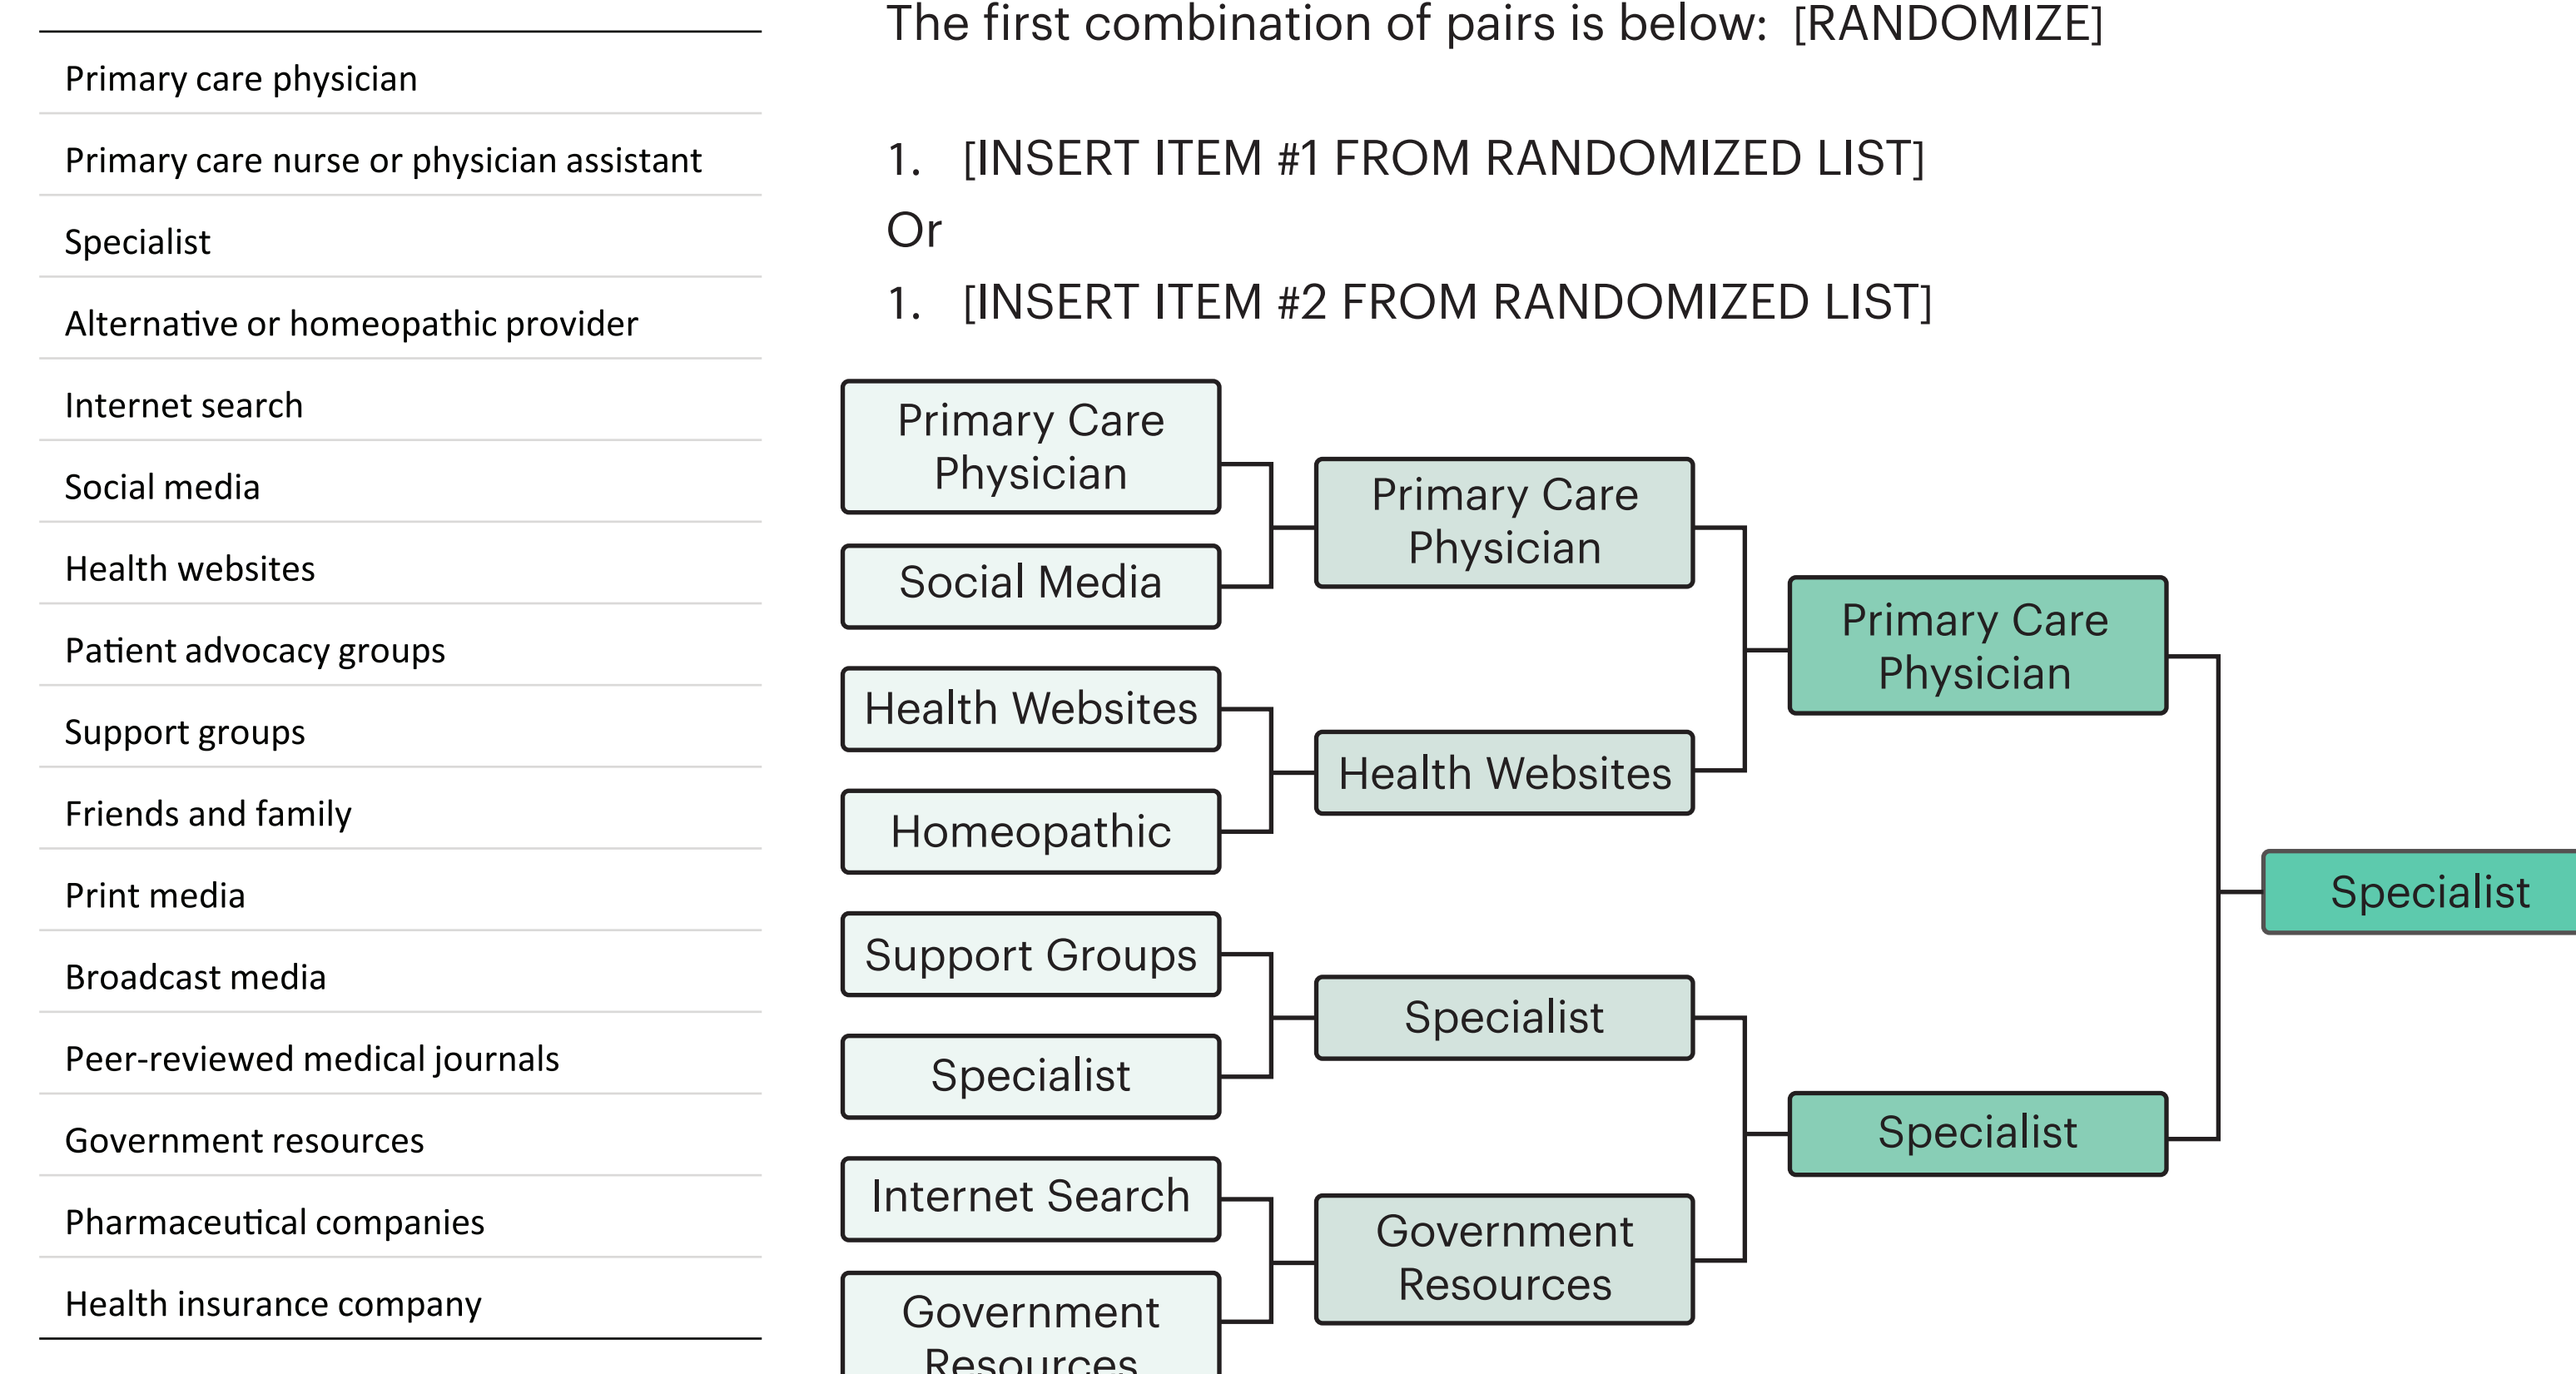 Primary care physician
Primary care nurse or physician assistant
Specialist
Alternative or homeopathic provider
Internet search
Social media
Health websites
Patient advocacy groups
Support groups
Friends and family
Print media
Broadcast media
Peer-reviewed medical journals
Government resources
Pharmaceutical companies
Health insurance company
The first combination of pairs is below: [RANDOMIZE]
1. [INSERT ITEM #1 FROM RANDOMIZED LIST]
Or
1. [INSERT ITEM #2 FROM RANDOMIZED LIST]
Primary Care
Physician
Social Media
Health Websites
Homeopathic
Support Groups
Specialist
Internet Search
Government
Resources
Primary Care
Physician
Health Websites
Specialist
Government
Resources
Primary Care
Physician
Specialist
Specialist